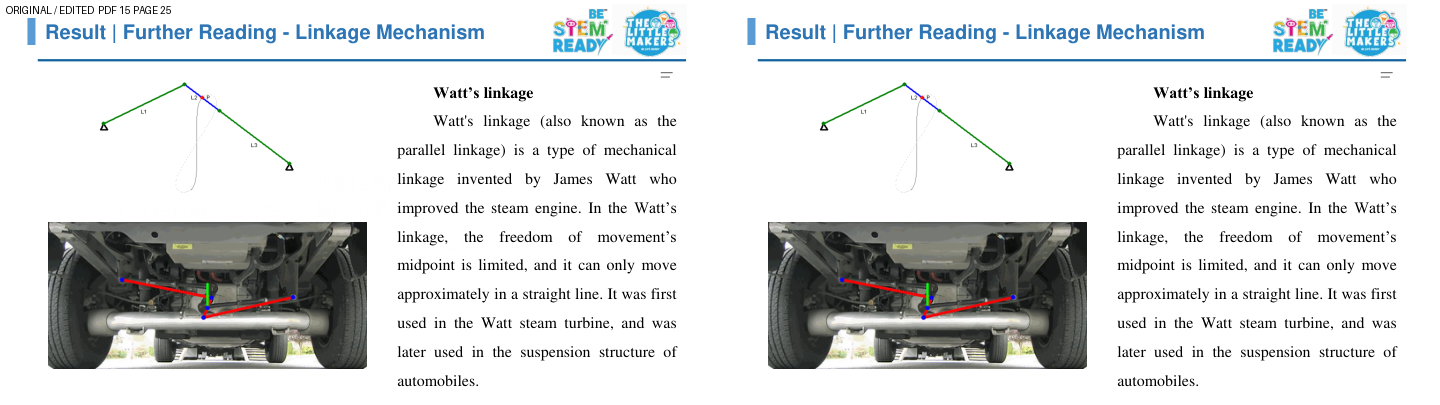 ORIGINAL / EDITED PDF 15 PAGE 25
Result | Further Reading - Linkage Mechanism
BE
STEM
READY
THE
LITTLE
MAKERS
Watt’s linkage
Watt's linkage (also known as the
parallel linkage) is a type of mechanical
linkage invented by James Watt who
improved the steam engine. In the Watt’s
linkage, the freedom of movement’s
midpoint is limited, and it can only move
approximately in a straight line. It was first
used in the Watt steam turbine, and was
later used in the suspension structure of
automobiles.
L1
L2
P
L3
Result | Further Reading - Linkage Mechanism
BE
STEM
READY
THE
LITTLE
MAKERS
Watt’s linkage
Watt's linkage (also known as the
parallel linkage) is a type of mechanical
linkage invented by James Watt who
improved the steam engine. In the Watt’s
linkage, the freedom of movement’s
midpoint is limited, and it can only move
approximately in a straight line. It was first
used in the Watt steam turbine, and was
later used in the suspension structure of
automobiles.
L1
L2
P
L3